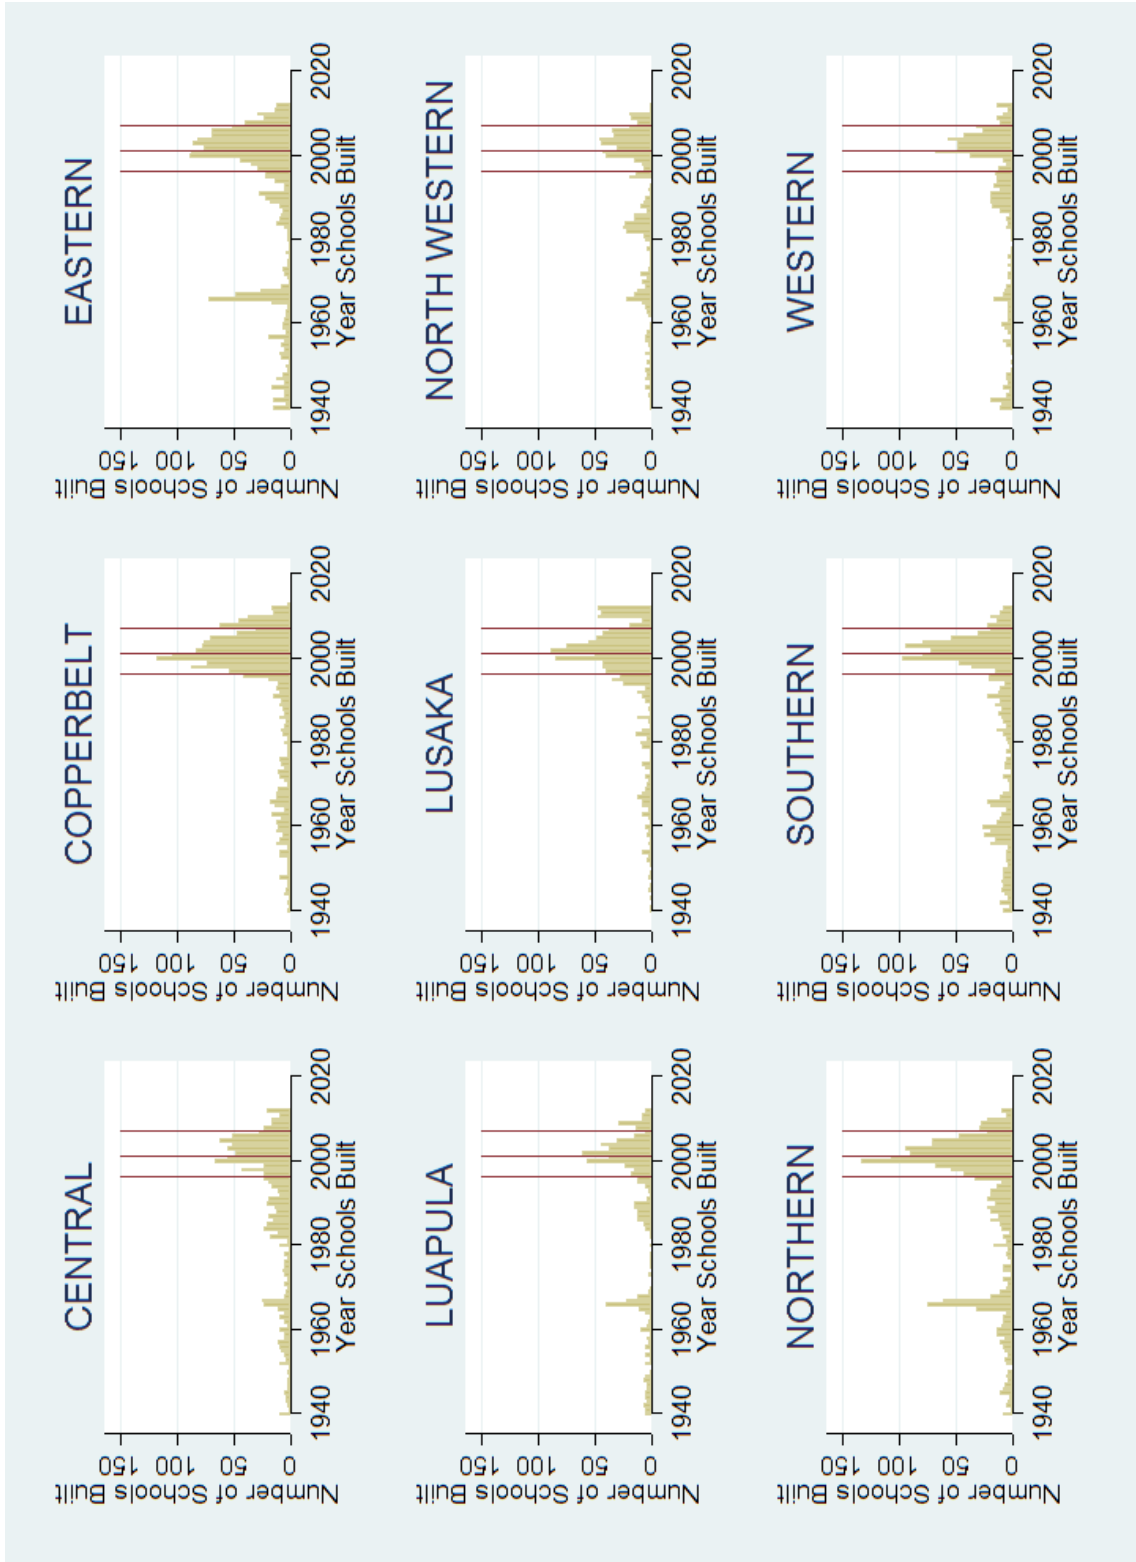 CENTRAL
Number of Schools Built
0 50 100 150
1940 1960 1980 2000 2020
Year Schools Built
COPPERBELT
Number of Schools Built
0 50 100 150
1940 1960 1980 2000 2020
Year Schools Built
EASTERN
Number of Schools Built
0 50 100 150
1940 1960 1980 2000 2020
Year Schools Built
LUAPULA
Number of Schools Built
0 50 100 150
1940 1960 1980 2000 2020
Year Schools Built
LUSAKA
Number of Schools Built
0 50 100 150
1940 1960 1980 2000 2020
Year Schools Built
NORTH WESTERN
Number of Schools Built
0 50 100 150
1940 1960 1980 2000 2020
Year Schools Built
NORTHERN
Number of Schools Built
0 50 100 150
1940 1960 1980 2000 2020
Year Schools Built
SOUTHERN
Number of Schools Built
0 50 100 150
1940 1960 1980 2000 2020
Year Schools Built
WESTERN
Number of Schools Built
0 50 100 150
1940 1960 1980 2000 2020
Year Schools Built